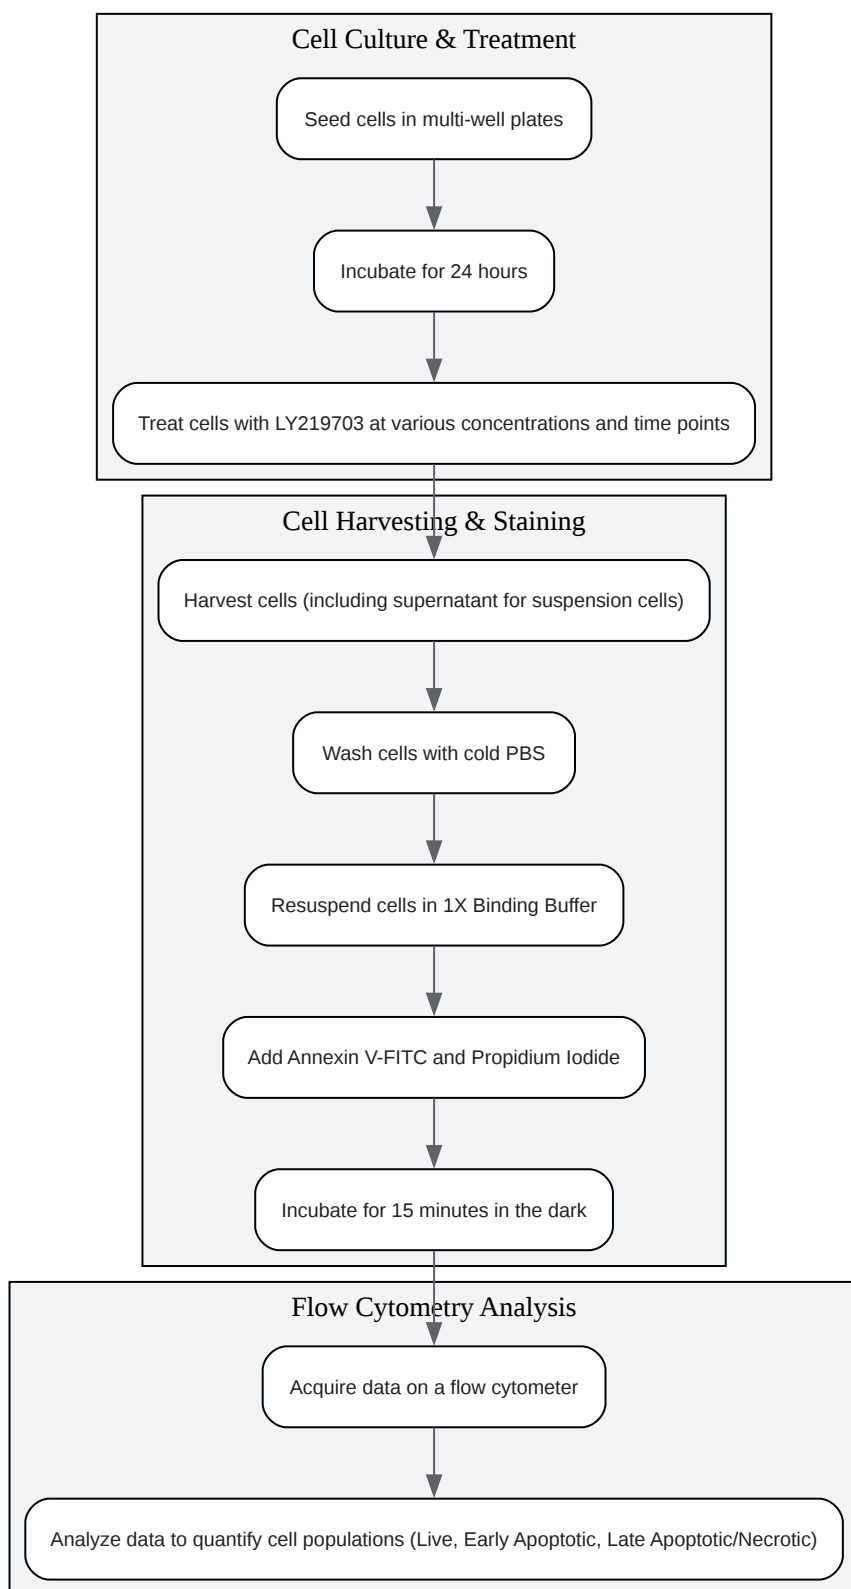 Cell Culture & Treatment
Seed cells in multi-well plates
Incubate for 24 hours
Treat cells with LY219703 at various concentrations and time points
Cell Harvesting & Staining
Harvest cells (including supernatant for suspension cells)
Wash cells with cold PBS
Resuspend cells in 1X Binding Buffer
Add Annexin V-FITC and Propidium Iodide
Incubate for 15 minutes in the dark
Flow Cytometry Analysis
Acquire data on a flow cytometer
Analyze data to quantify cell populations (Live, Early Apoptotic, Late Apoptotic/Necrotic)